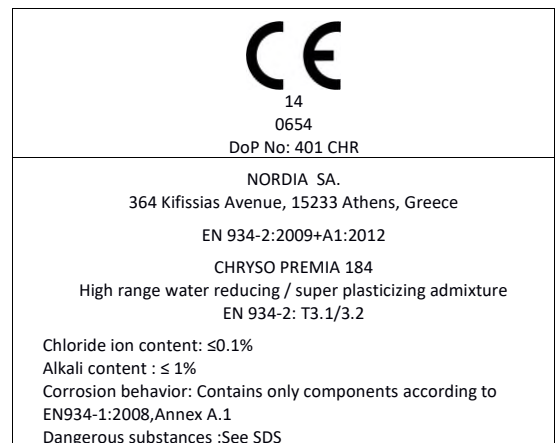 CE
14
0654
DoP No: 401 CHR
NORDIA SA.
364 Kifissias Avenue, 15233 Athens, Greece
EN 934-2:2009+A1:2012
CHRYSO PREMIA 184
High range water reducing / super plasticizing admixture
EN 934-2: T3.1/3.2
Chloride ion content: ≤0.1%
Alkali content : ≤ 1%
Corrosion behavior: Contains only components according to
EN934-1:2008,Annex A.1
Dangerous substances :See SDS